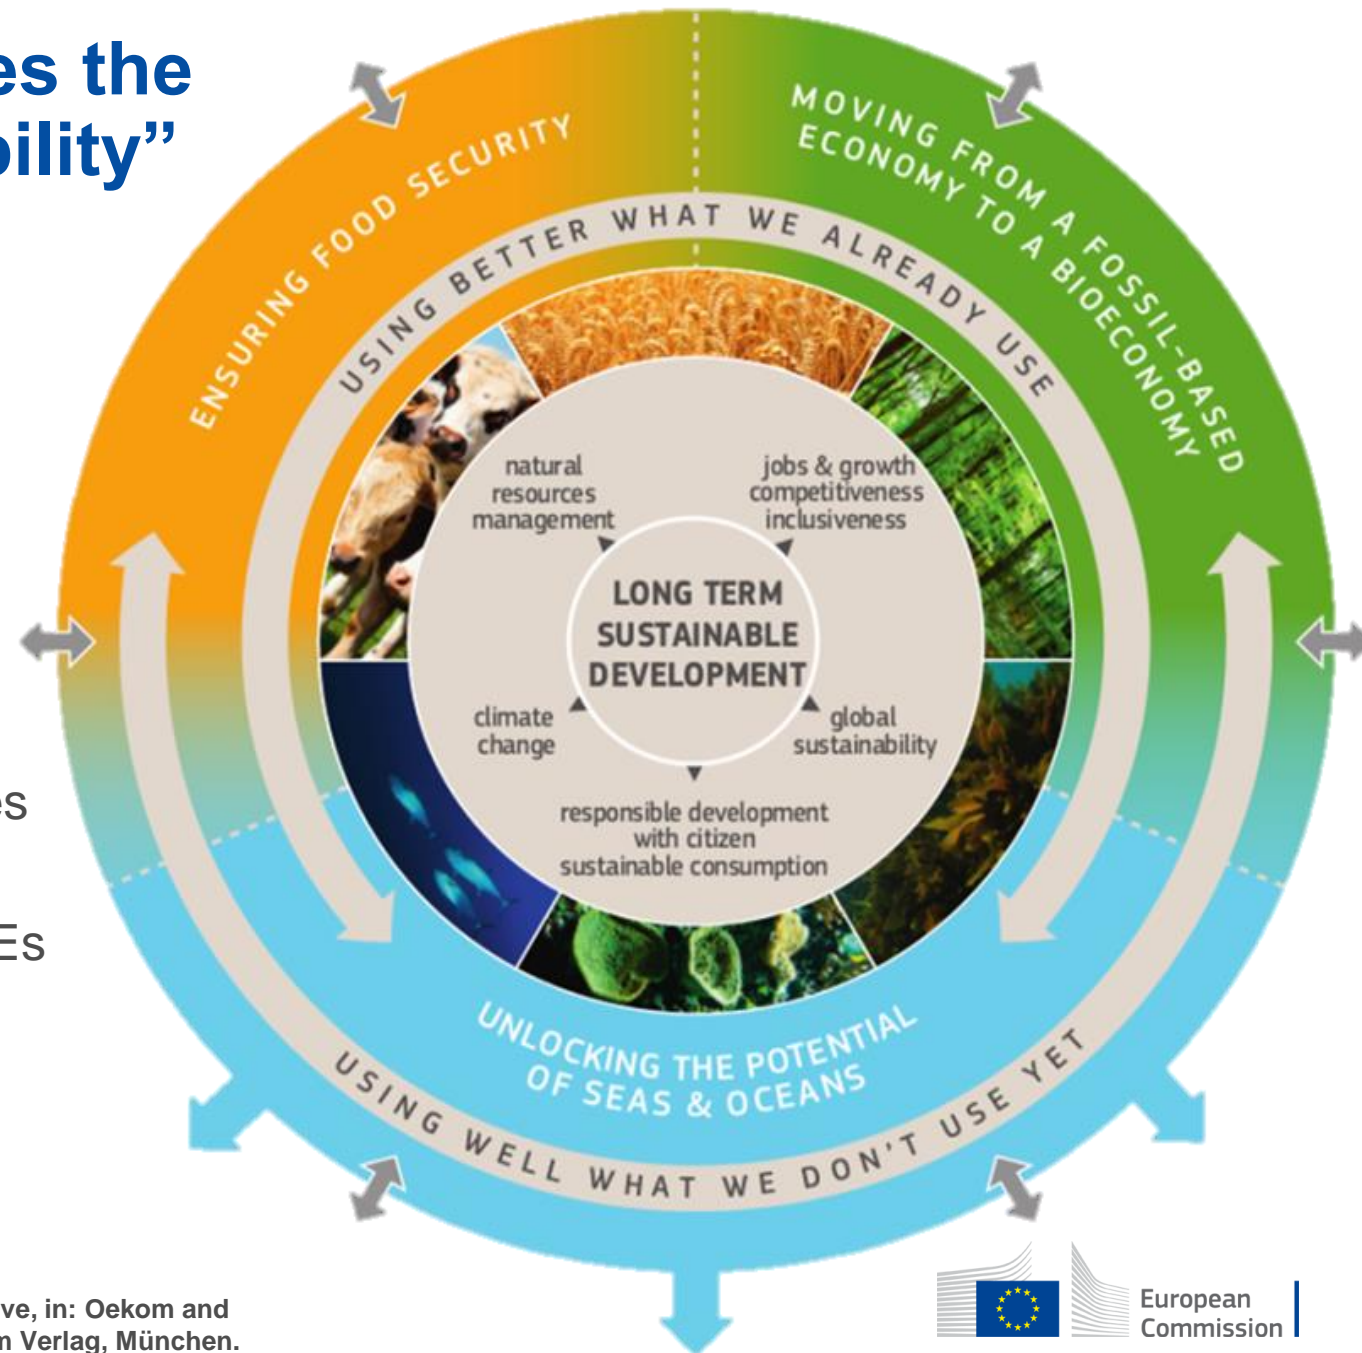 es the
bility”
ENSURING FOOD SECURITY
MOVING FROM A FOSSIL-BASED
ECONOMY TO A BIOECONOMY
USING BETTER WHAT WE ALREADY USE
natural
resources
management
jobs & growth
competitiveness
inclusiveness
LONG TERM
SUSTAINABLE
DEVELOPMENT
climate
change
global
sustainability
responsible development
with citizen
sustainable consumption
es
Es
UNLOCKING THE POTENTIAL
OF SEAS & OCEANS
USING WELL WHAT WE DON'T USE YET
ve, in: Oekom and
m Verlag, München.
European
Commission